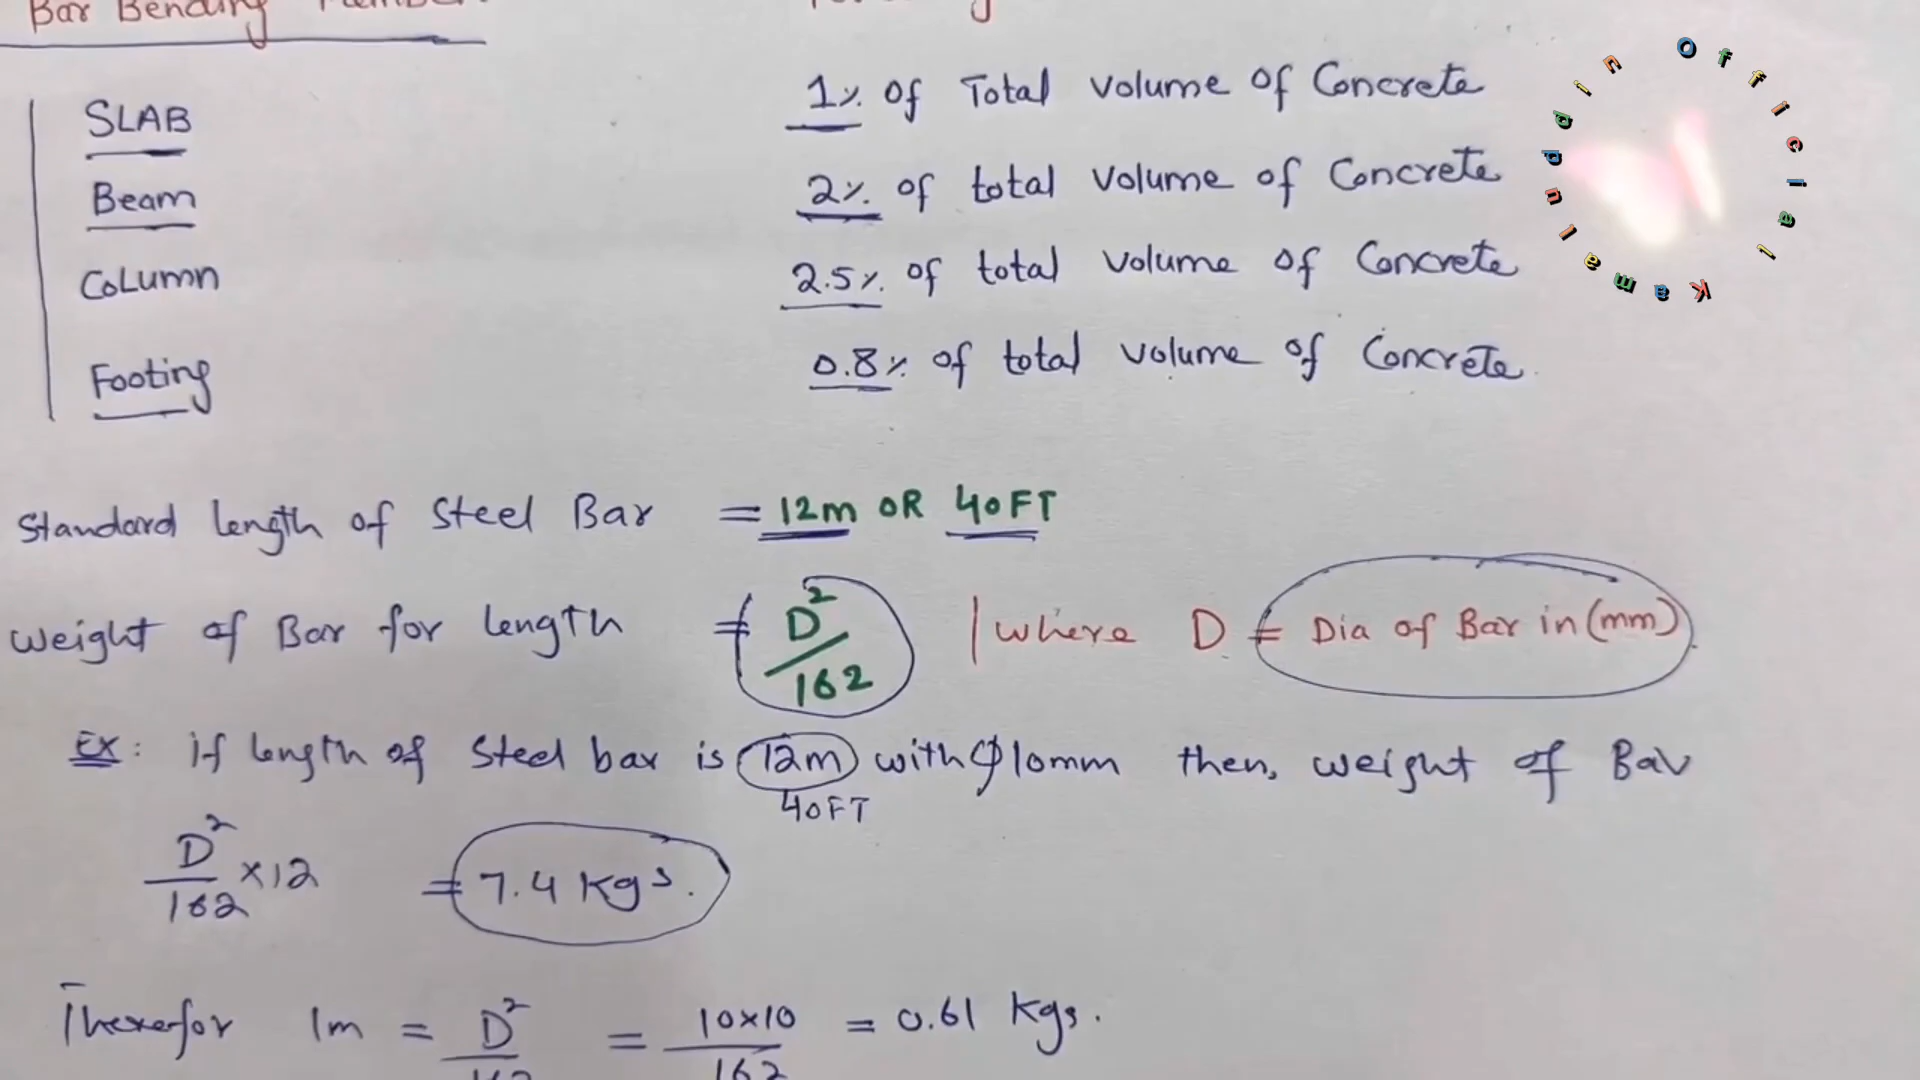 Bar Bending
SLAB 1% of Total volume of Concrete
Beam 2% of total volume of Concrete
Column 2.5% of total volume of Concrete
Footing 0.8% of total volume of Concrete
Standard length of Steel Bar = 12m OR 40FT
Weight of Bar for length = D²/162 | where D = Dia of Bar in (mm)
Ex: if length of Steel bar is 12m with φ10mm then, weight of Bar
40FT
D²/162 ×12 = 7.4 Kgs.
Therefor 1m = D²/162 = 10×10/162 = 0.61 Kgs.
Kamaluddin Official